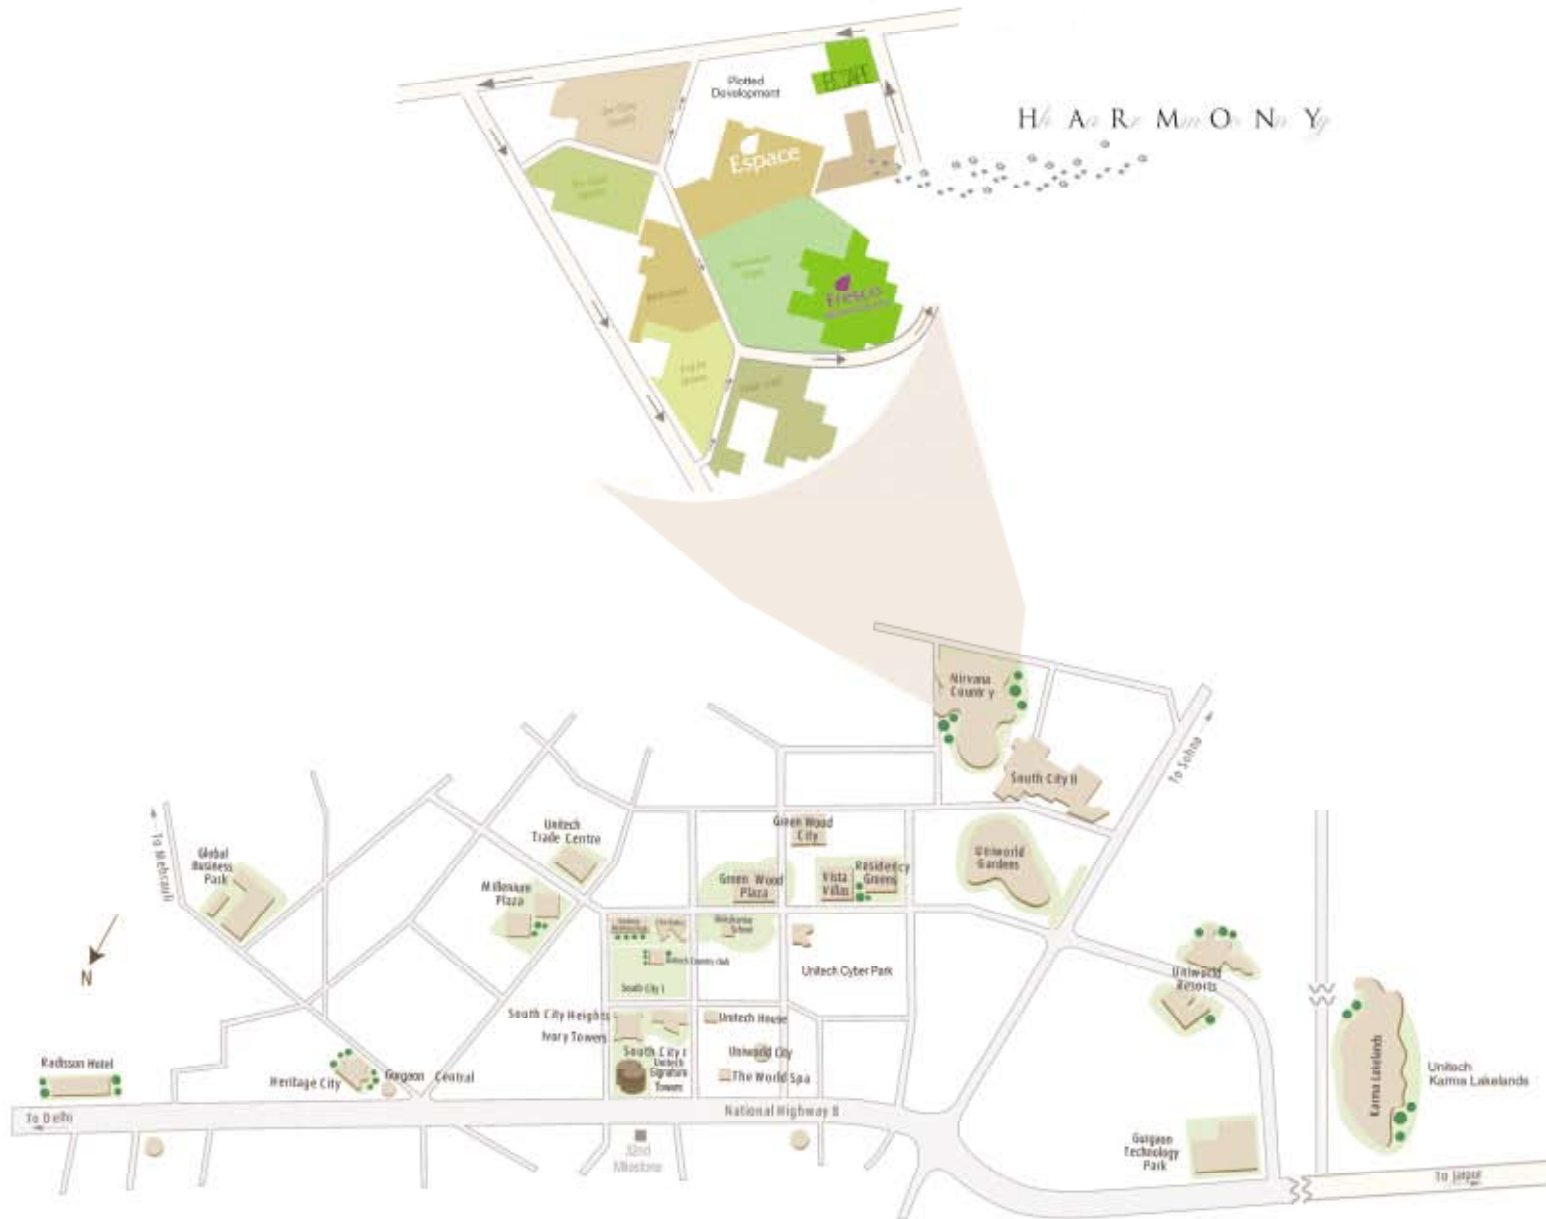 Plotted
Development
ESCAPE
HARMONY
Espace
Fresco
Nirvana
Country
To Sohna
South City II
Green Wood
City
Unitech
Trade Centre
To Mehrauli
Global
Business
Park
Uniworld
Gardens
Residency
Greens
Vista
Villas
Green Wood
Plaza
Millenium
Plaza
School
Unitech Country Club
Unitech Cyber Park
N
South City I
Uniworld
Resorts
South City Heights
Unitech House
Ivory Towers
South City I
Uniworld City
Unitech
Signature
Towers
The World Spa
Radisson Hotel
Heritage City
Gurgaon Central
Karma Lakelands
Unitech
Karma Lakelands
To Delhi
National Highway 8
32nd
Milestone
Gurgaon
Technology
Park
To Jaipur